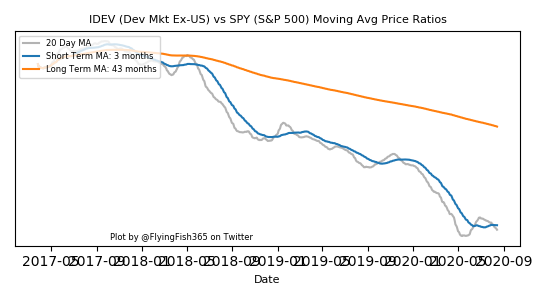 IDEV (Dev Mkt Ex-US) vs SPY (S&P 500) Moving Avg Price Ratios
20 Day MA
Short Term MA: 3 months
Long Term MA: 43 months
Plot by @FlyingFish365 on Twitter
2017-05 2017-09 2018-01 2018-05 2018-09 2019-01 2019-05 2019-09 2020-01 2020-05 2020-09
Date